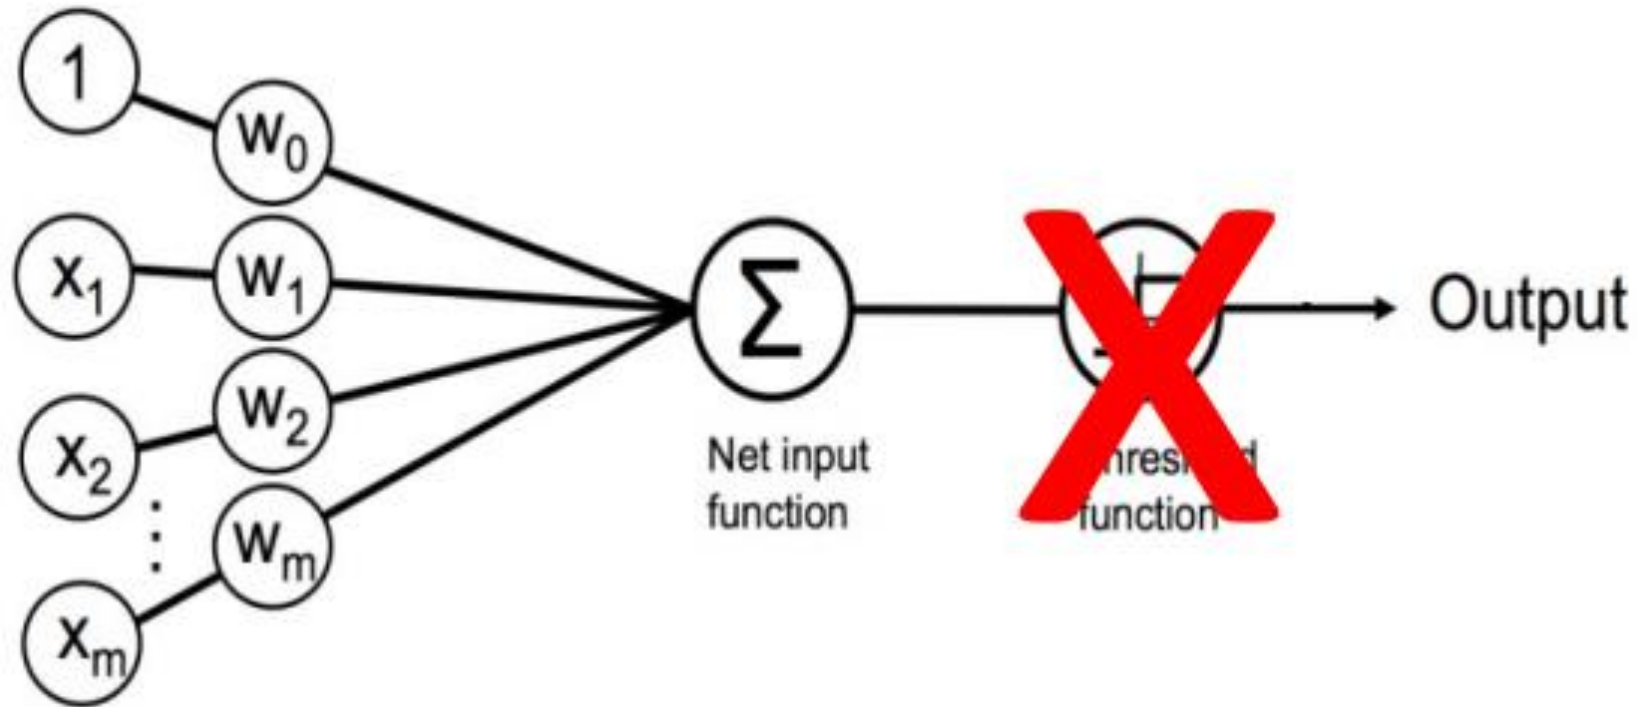 1
w₀
x₁
w₁
x₂
w₂
⋮
xₘ
wₘ
Σ
Net input
function
function
Output